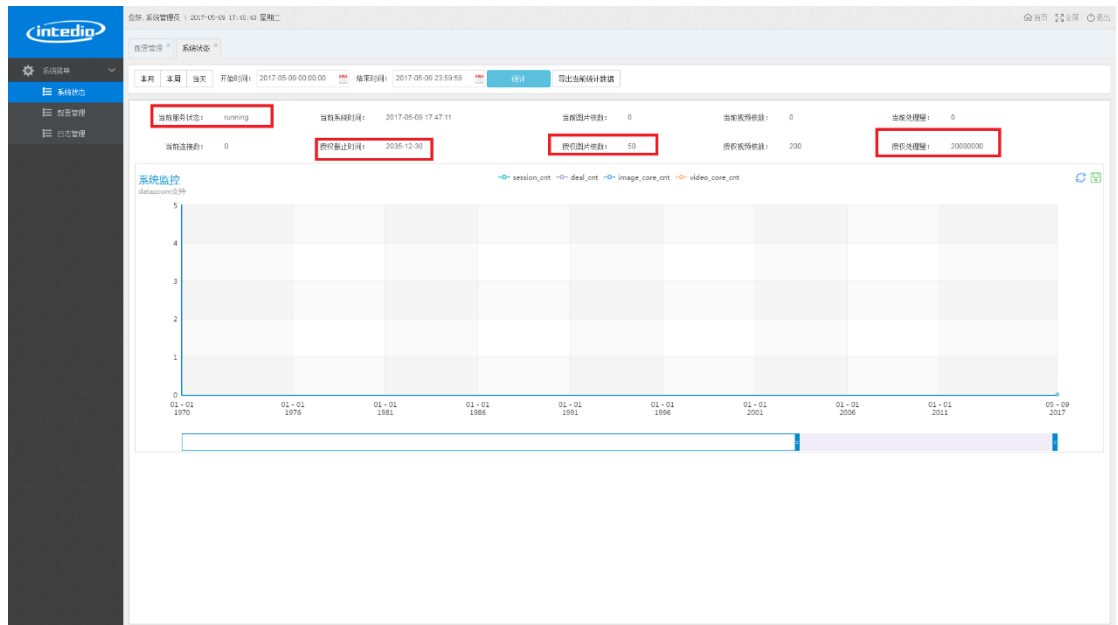 intedio
您好, 系统管理员 | 2017-05-09 17:45:43 星期二
首页 全屏 退出
配置管理 × 系统状态 ×
系统菜单
系统状态
配置管理
日志管理
本月 本周 当天 开始时间: 2017-05-09 00:00:00 结束时间: 2017-05-09 23:59:59 统计 导出当前统计数据
当前服务状态: running 当前系统时间: 2017-05-09 17:47:11 当前图片核数: 0 当前视频核数: 0 当前处理量: 0
当前连接数: 0 授权截止时间: 2035-12-30 授权图片核数: 50 授权视频核数: 200 授权处理量: 20000000
系统监控
datazoom支持
session_cnt deal_cnt image_core_cnt video_core_cnt
5
4
3
2
1
0
01 - 01 01 - 01 01 - 01 01 - 01 01 - 01 01 - 01 01 - 01 01 - 01 01 - 01 05 - 09
1970 1976 1981 1986 1991 1996 2001 2006 2011 2017